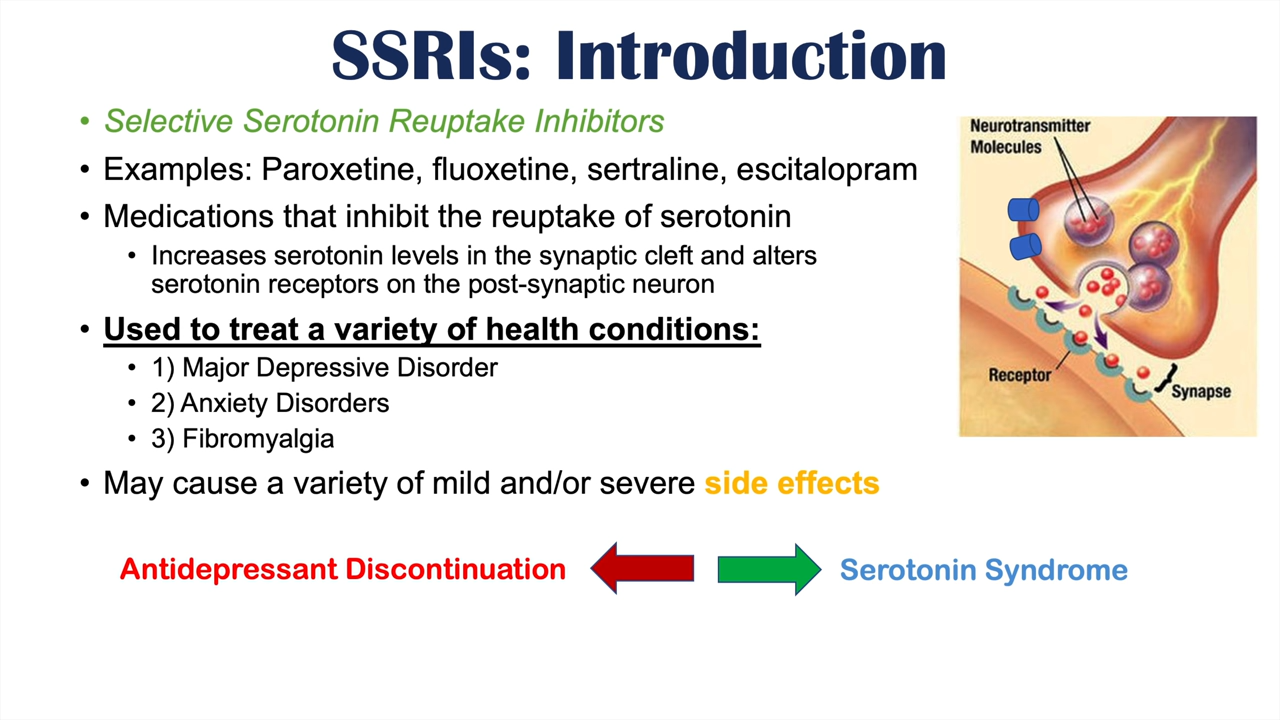 SSRIs: Introduction
• Selective Serotonin Reuptake Inhibitors
• Examples: Paroxetine, fluoxetine, sertraline, escitalopram
• Medications that inhibit the reuptake of serotonin
• Increases serotonin levels in the synaptic cleft and alters
serotonin receptors on the post-synaptic neuron
• Used to treat a variety of health conditions:
• 1) Major Depressive Disorder
• 2) Anxiety Disorders
• 3) Fibromyalgia
• May cause a variety of mild and/or severe side effects
Neurotransmitter
Molecules
Receptor
Synapse
Antidepressant Discontinuation
Serotonin Syndrome